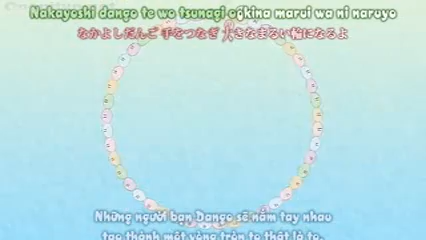 Nakayoshi dango te wo tsunagi ookina marui wa ni naruyo
なかよしだんご 手をつなぎ 大きなまるい輪になるよ
Những người bạn Dango sẽ nắm tay nhau
tạo thành một vòng tròn to thật là to.